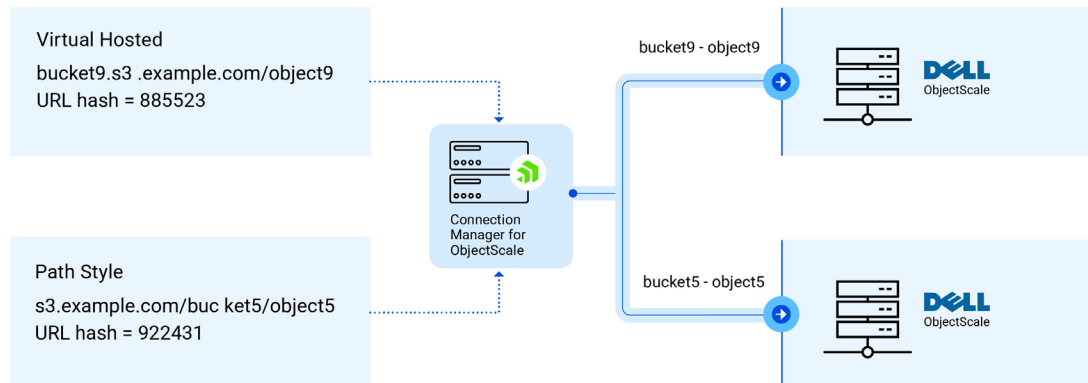 Virtual Hosted
bucket9.s3 .example.com/object9
URL hash = 885523
Path Style
s3.example.com/buc ket5/object5
URL hash = 922431
Connection
Manager for
ObjectScale
bucket9 - object9
bucket5 - object5
DELL
ObjectScale
DELL
ObjectScale